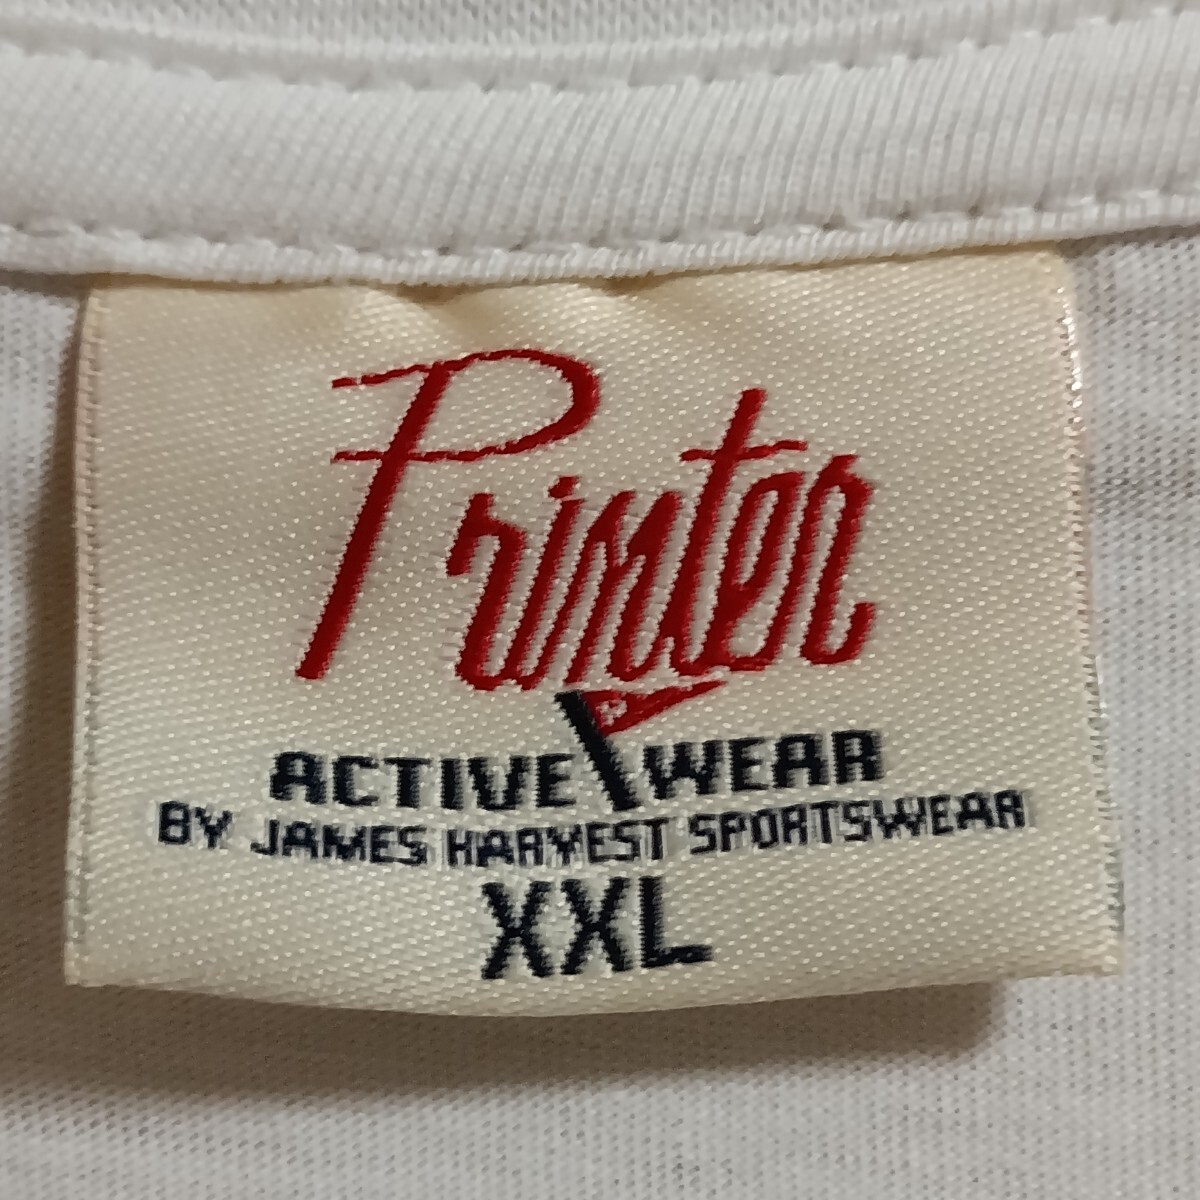 Printer
P
ACTIVE WEAR
BY JAMES HARVEST SPORTSWEAR
XXL